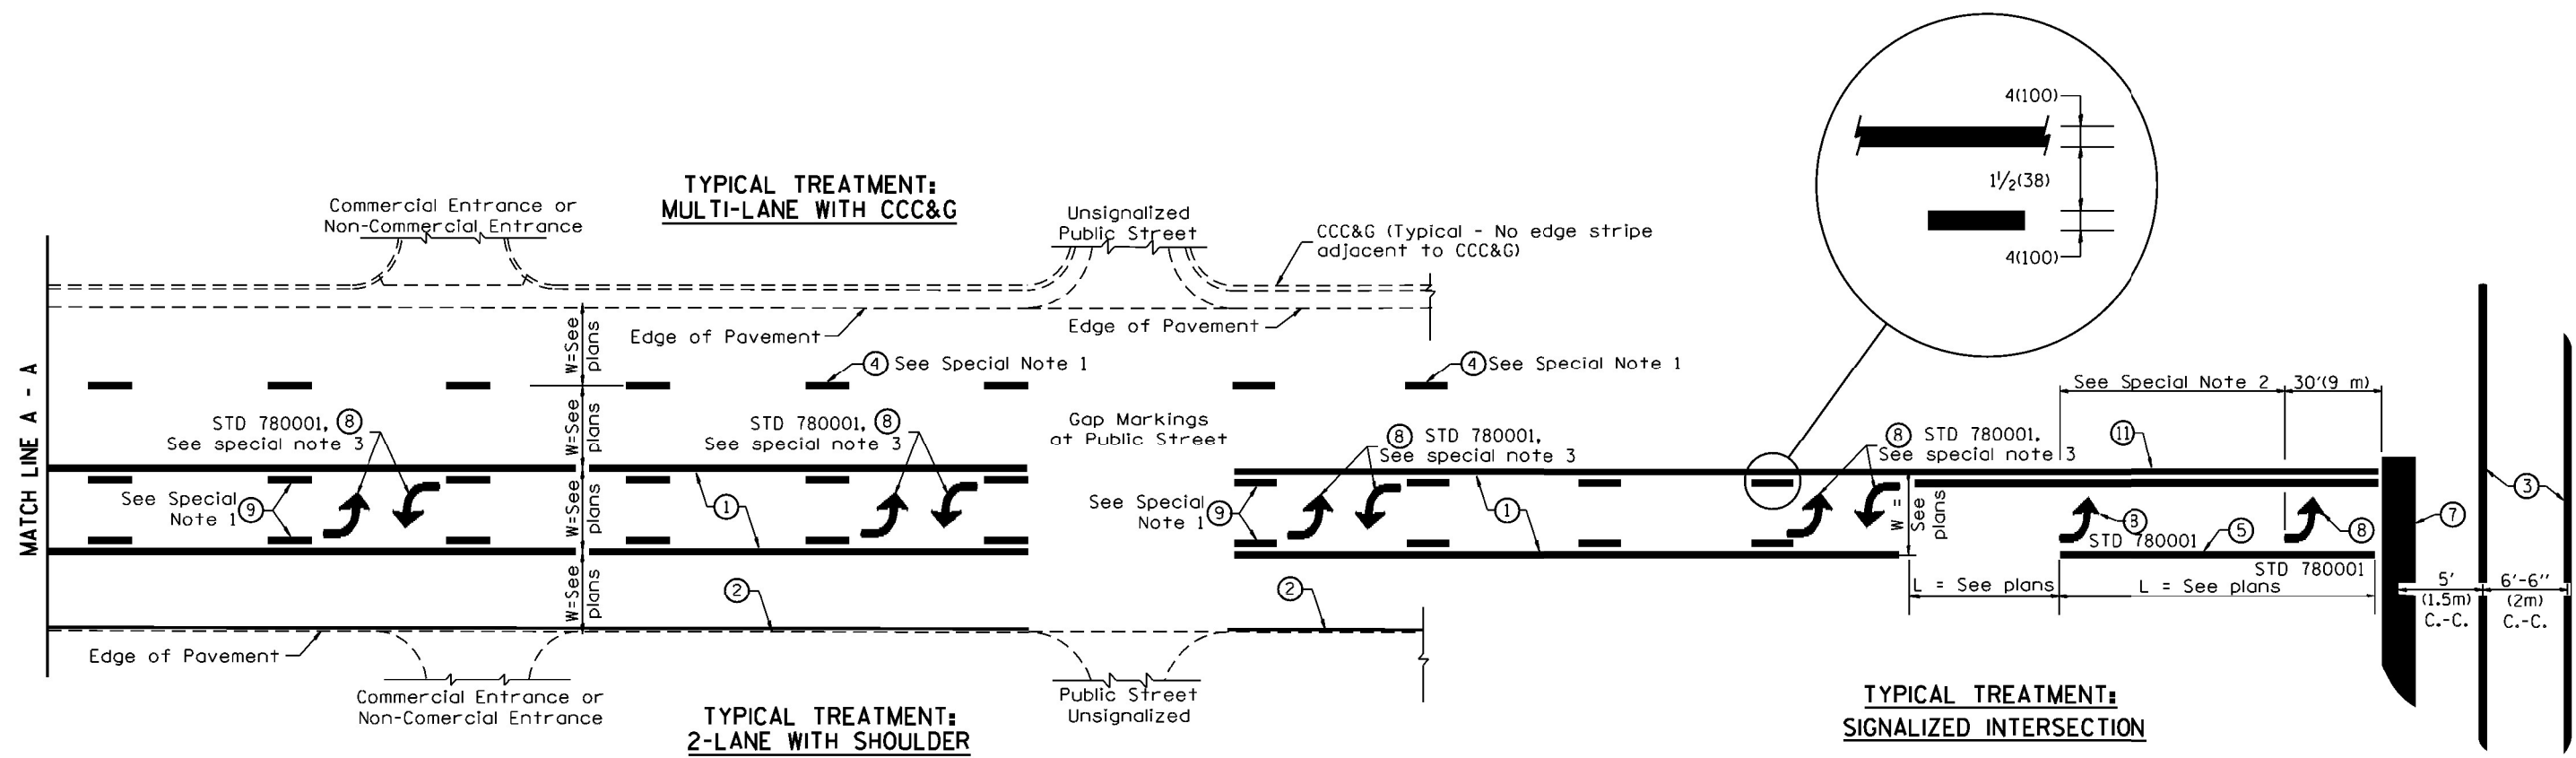 4(100)
1½(38)
4(100)
TYPICAL TREATMENT:
MULTI-LANE WITH CCC&G
Commercial Entrance or
Non-Commercial Entrance
Unsignalized
Public Street
CCC&G (Typical - No edge stripe
adjacent to CCC&G)
Edge of Pavement
Edge of Pavement
W=See
plans
MATCH LINE A - A
4 See Special Note 1
4 See Special Note 1
See Special Note 2
30'(9 m)
STD 780001, 8
See special note 3
W=See
plans
STD 780001, 8
See special note 3
Gap Markings
at Public Street
8 STD 780001,
See special note 3
8 STD 780001,
See special note 3
11
See Special
Note 1 9
W=See
plans
1
See Special
Note 1 9
1
W =
See
plans
8
STD 780001
5
8
7
3
STD 780001
W=See
plans
2
2
L = See plans
L = See plans
5'
(1.5m)
C.-C.
6'-6"
(2m)
C.-C.
Edge of Pavement
Commercial Entrance or
Non-Comercial Entrance
Public Street
Unsignalized
TYPICAL TREATMENT:
2-LANE WITH SHOULDER
TYPICAL TREATMENT:
SIGNALIZED INTERSECTION